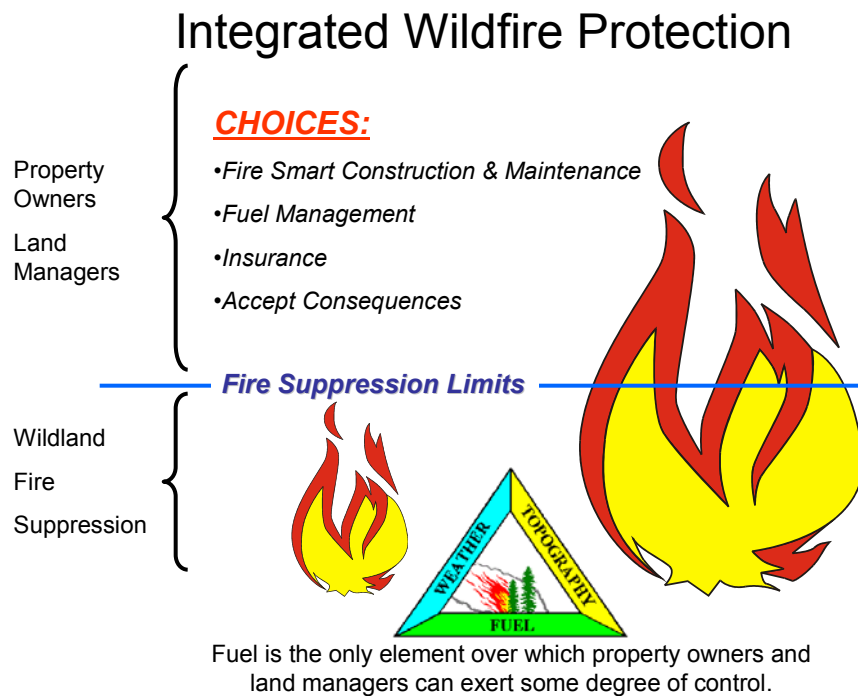 Integrated Wildfire Protection
Property
Owners
Land
Managers
CHOICES:
•Fire Smart Construction & Maintenance
•Fuel Management
•Insurance
•Accept Consequences
Fire Suppression Limits
Wildland
Fire
Suppression
WEATHER
TOPOGRAPHY
FUEL
Fuel is the only element over which property owners and
land managers can exert some degree of control.